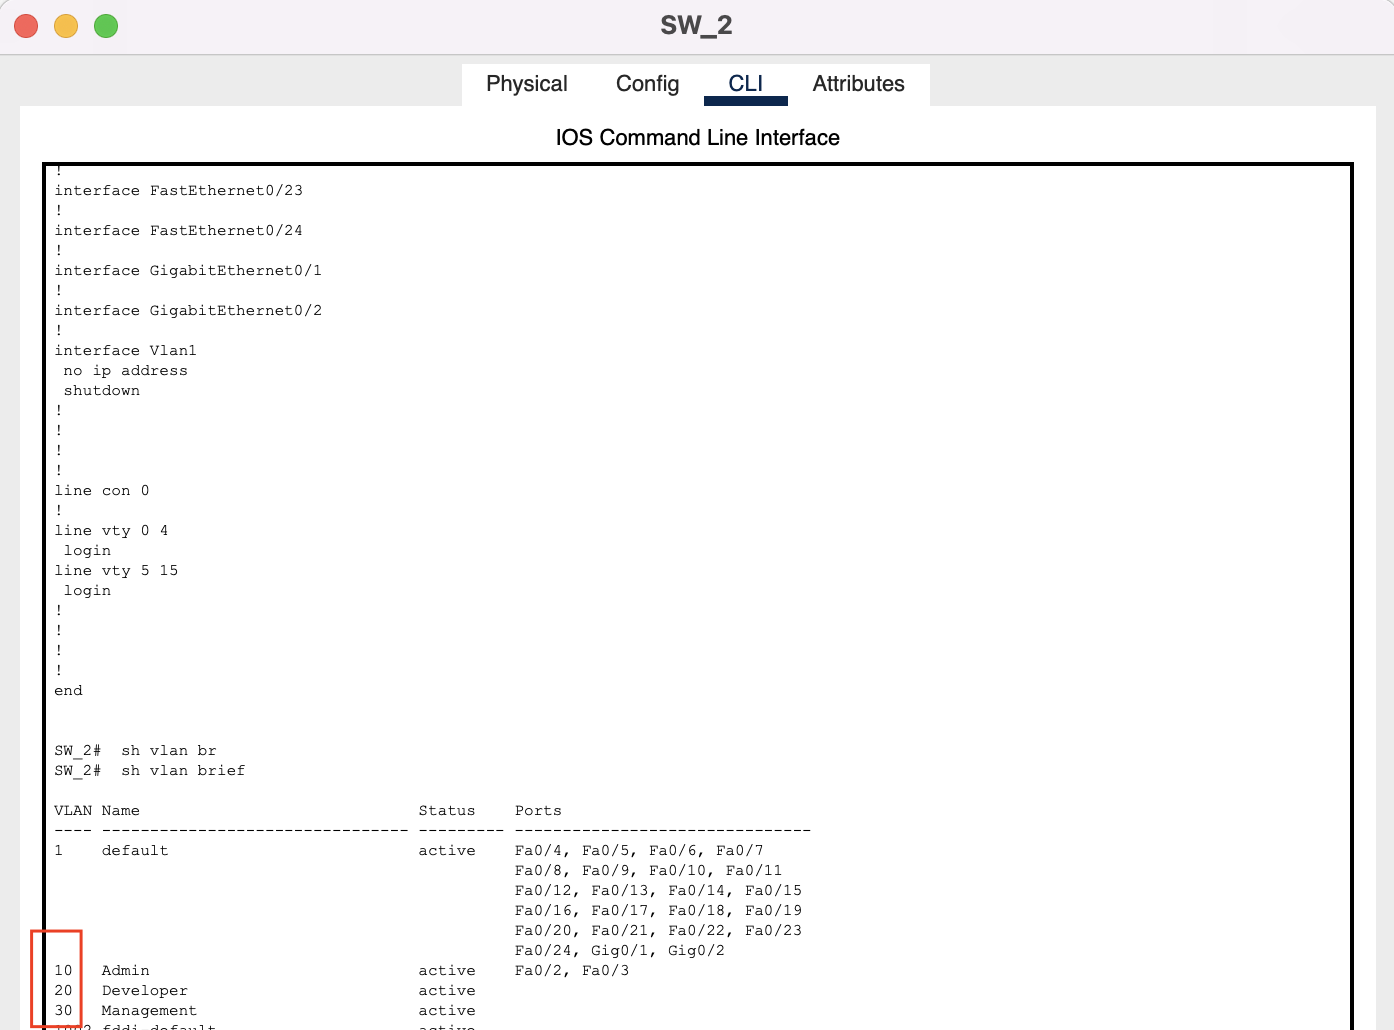 SW_2
Physical Config CLI Attributes
IOS Command Line Interface
!
interface FastEthernet0/23
!
interface FastEthernet0/24
!
interface GigabitEthernet0/1
!
interface GigabitEthernet0/2
!
interface Vlan1
 no ip address
 shutdown
!
!
!
!
line con 0
!
line vty 0 4
 login
line vty 5 15
 login
!
!
!
!
end
SW_2#  sh vlan br
SW_2#  sh vlan brief
VLAN Name                             Status    Ports
---- -------------------------------- --------- -------------------------------
1    default                          active    Fa0/4, Fa0/5, Fa0/6, Fa0/7
                                                Fa0/8, Fa0/9, Fa0/10, Fa0/11
                                                Fa0/12, Fa0/13, Fa0/14, Fa0/15
                                                Fa0/16, Fa0/17, Fa0/18, Fa0/19
                                                Fa0/20, Fa0/21, Fa0/22, Fa0/23
                                                Fa0/24, Gig0/1, Gig0/2
10   Admin                            active    Fa0/2, Fa0/3
20   Developer                        active
30   Management                       active
1002 fddi-default                     active